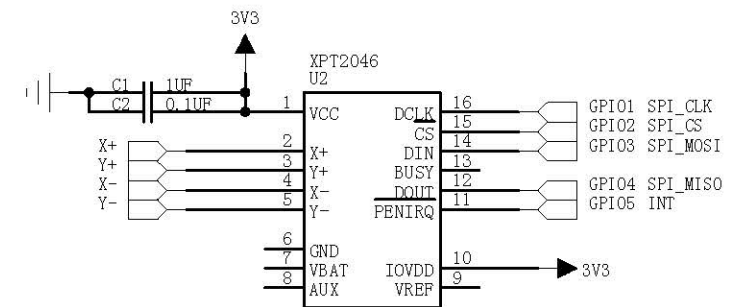 3V3
XPT2046
U2
C1 1UF
C2 0.1UF
1 VCC
DCLK 16 GPIO1 SPI_CLK
CS 15 GPIO2 SPI_CS
X+ 2 X+
DIN 14 GPIO3 SPI_MOSI
Y+ 3 Y+
BUSY 13
X- 4 X-
DOUT 12 GPIO4 SPI_MISO
Y- 5 Y-
PENIRQ 11 GPIO5 INT
6 GND
7 VBAT
IOVDD 10 3V3
8 AUX
VREF 9